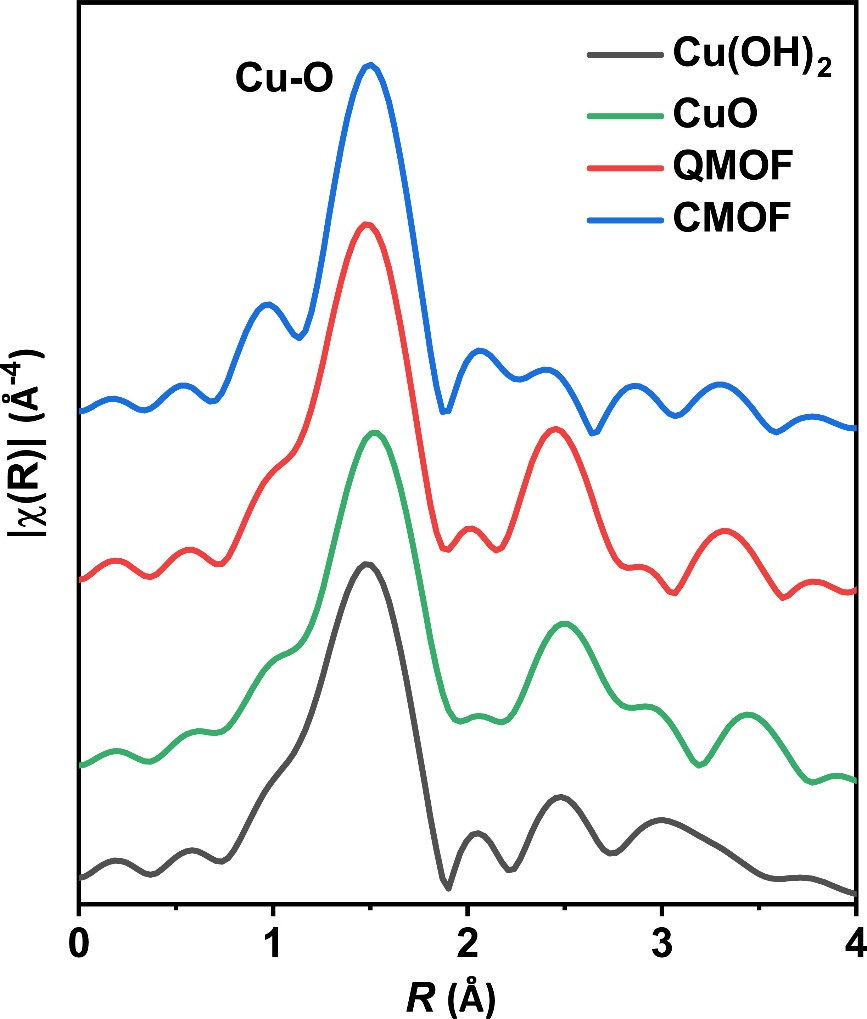 Cu-O
Cu(OH)₂
CuO
QMOF
CMOF
|χ(R)| (Å⁻⁴)
0 1 2 3 4
R (Å)